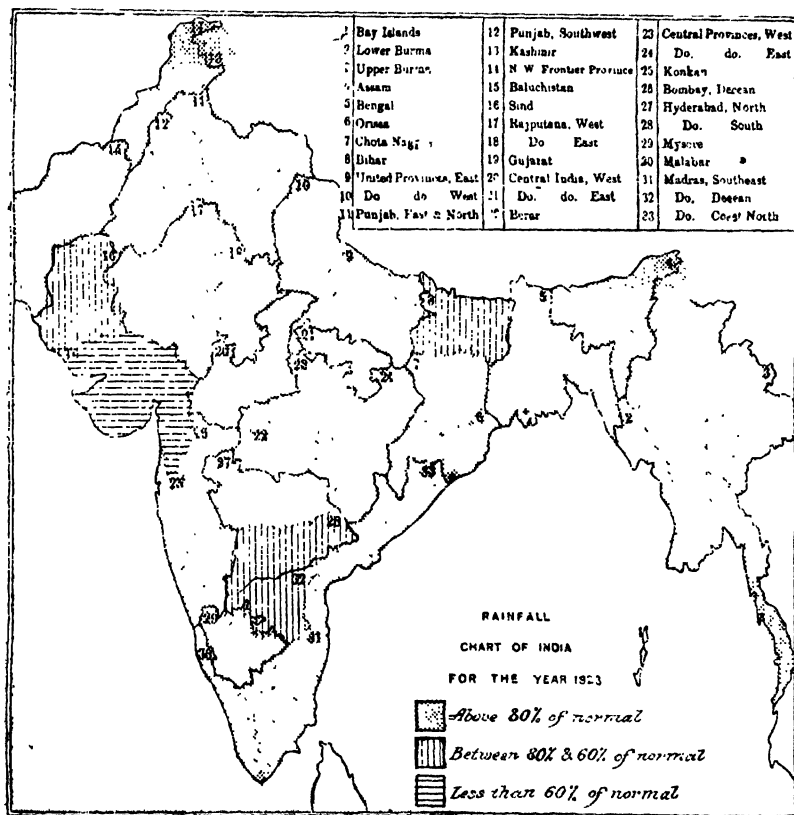 1 Bay Islands
2 Lower Burma
3 Upper Burma
4 Assam
5 Bengal
6 Orissa
7 Chota
8 Bihar
9 United Provinces, East
10 Do do West
11 Punjab, East & North
12 Punjab, Southwest
13 Kashmir
14 N W Frontier Province
15 Baluchistan
16 Sind
17 Rajputana, West
18 Do East
19 Gujarat
20 Central India, West
21 Do. do. East
Berar
23 Central Provinces, West
24 Do. do. East
25 Konkan
26 Bombay, Deccan
27 Hyderabad, North
28 Do. South
29 Mysore
30 Malabar
31 Madras, Southeast
32 Do. Deccan
33 Do. Coast North
RAINFALL
CHART OF INDIA
FOR THE YEAR 1923
Above 80% of normal
Between 80% & 60% of normal
Less than 60% of normal